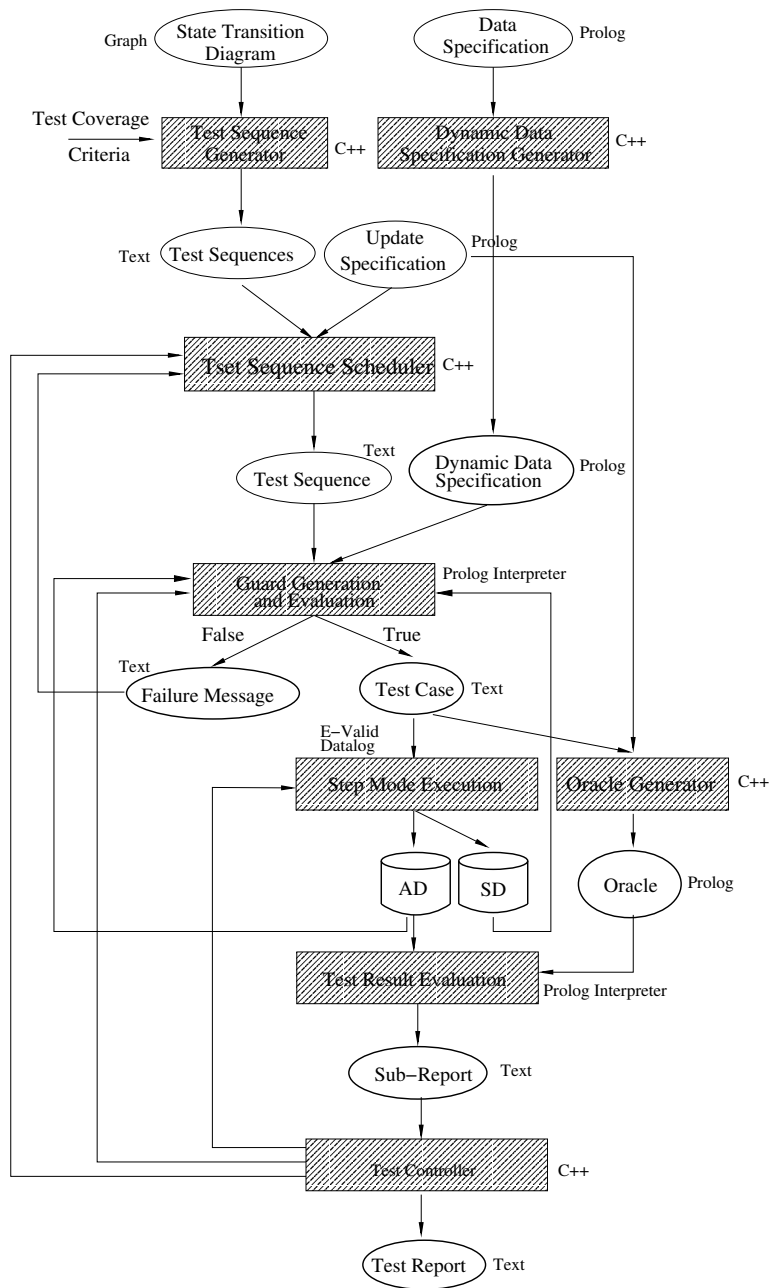 State Transition
Diagram
Graph
Data
Specification
Prolog
Test Coverage
Criteria
Test Sequence
Generator
C++
Dynamic Data
Specification Generator
C++
Text
Test Sequences
Update
Specification
Prolog
Tset Sequence Scheduler
C++
Text
Test Sequence
Dynamic Data
Specification
Prolog
Guard Generation
and Evaluation
Prolog Interpreter
False
True
Text
Failure Message
Test Case
Text
E-Valid
Datalog
Step Mode Execution
Oracle Generator
C++
AD
SD
Oracle
Prolog
Test Result Evaluation
Prolog Interpreter
Sub-Report
Text
Test Controller
C++
Test Report
Text